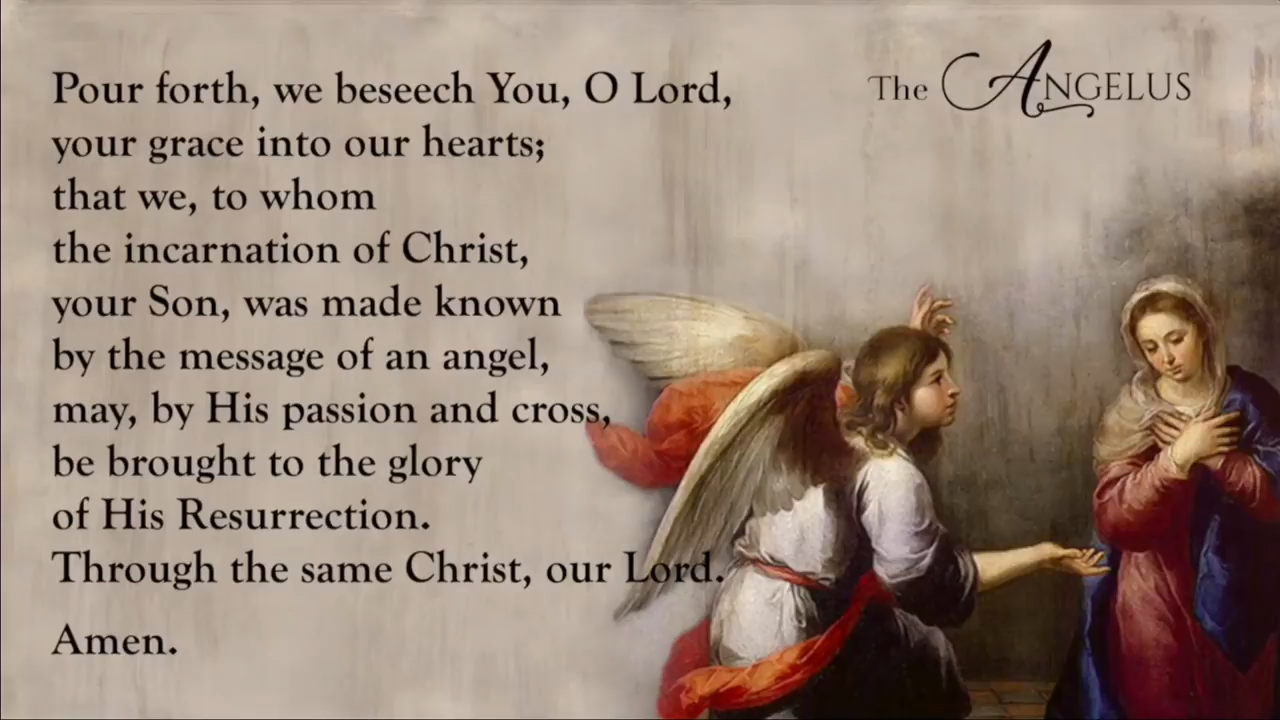 The ANGELUS
Pour forth, we beseech You, O Lord,
your grace into our hearts;
that we, to whom
the incarnation of Christ,
your Son, was made known
by the message of an angel,
may, by His passion and cross,
be brought to the glory
of His Resurrection.
Through the same Christ, our Lord.
Amen.